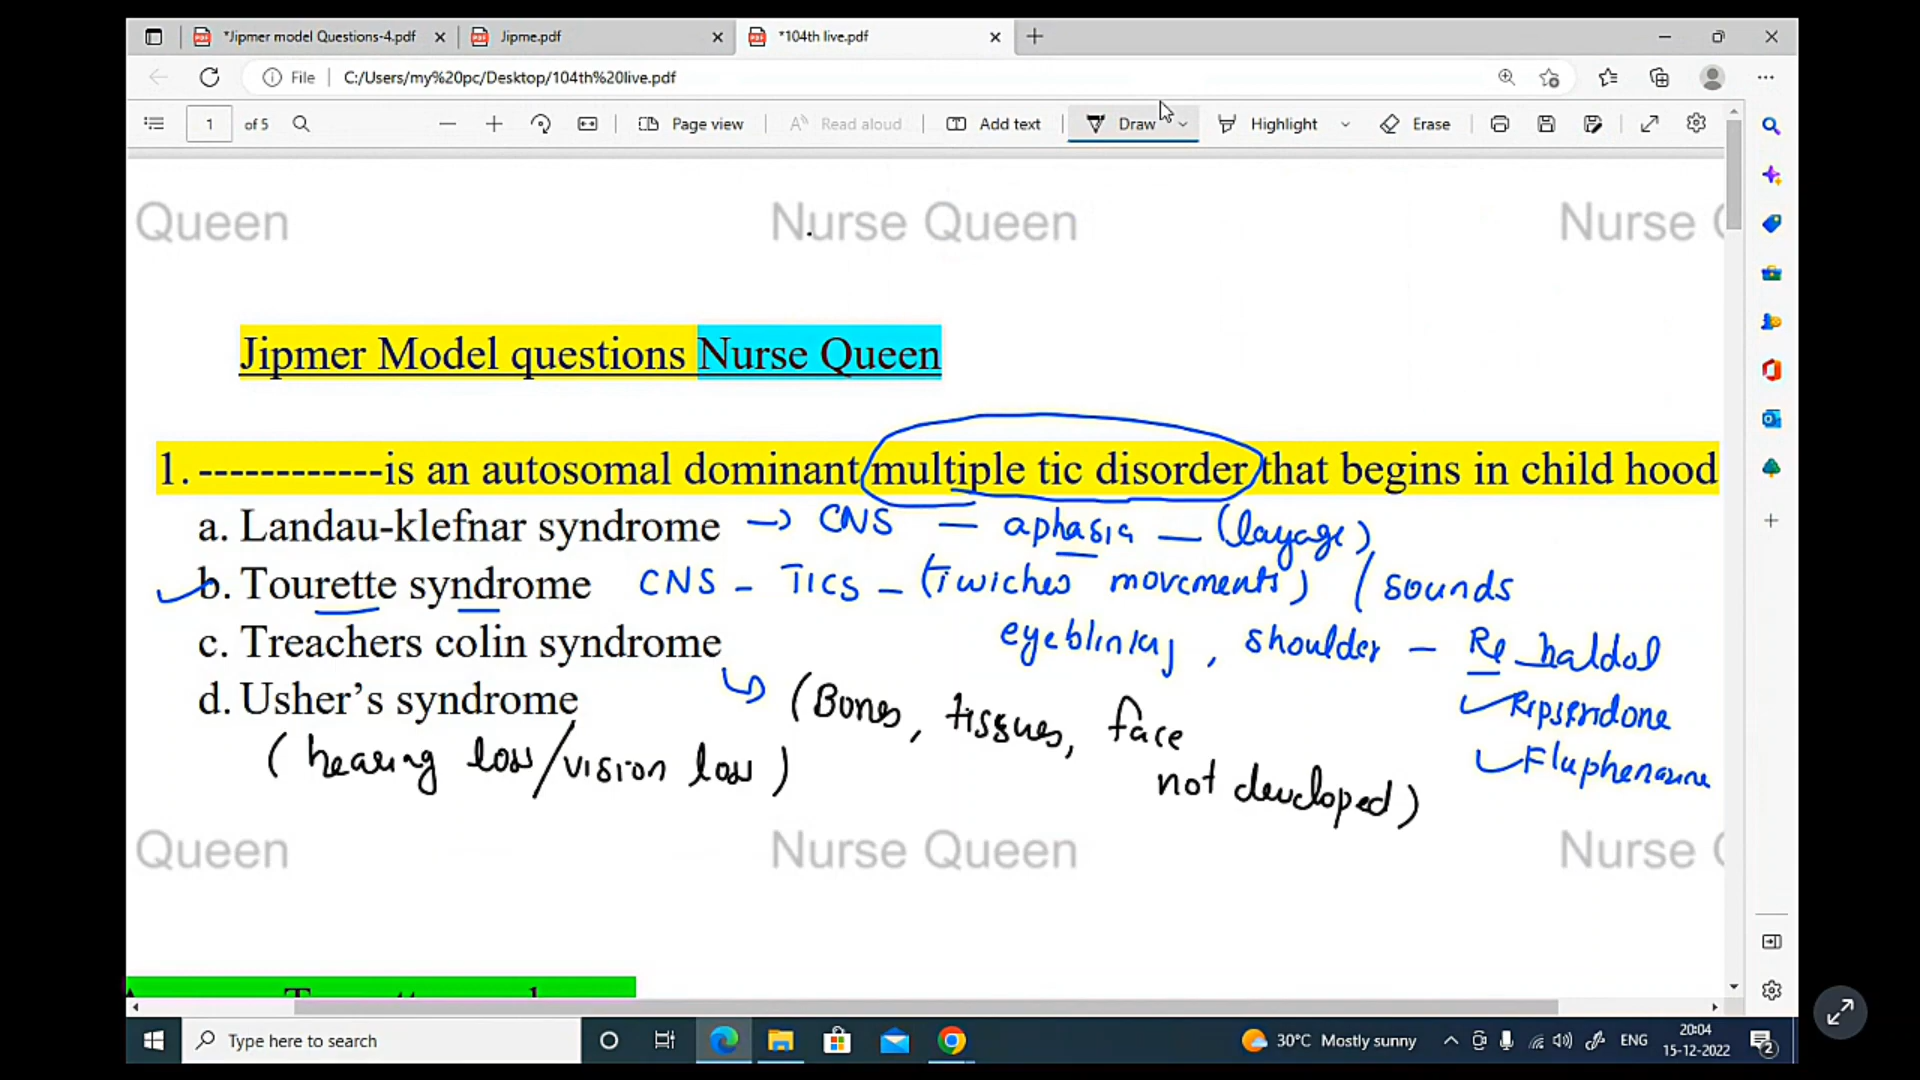 *Jipmer model Questions-4.pdf
Jipme.pdf
*104th live.pdf
File C:/Users/my%20pc/Desktop/104th%20live.pdf
1 of 5
Page view
Read aloud
Add text
Draw
Highlight
Erase
Queen Nurse Queen Nurse
Jipmer Model questions Nurse Queen
1. ------------is an autosomal dominant multiple tic disorder that begins in child hood
a. Landau-klefnar syndrome → CNS — aphasia — (layage)
b. Tourette syndrome CNS - TICS - (Twiches movements) (sounds
c. Treachers colin syndrome eyeblinking, shoulder - Re haldol
d. Usher's syndrome (Bones, tissues, face Ripspridone
(hearing loss/vision loss) not developed) Fluphenazine
Queen Nurse Queen Nurse
Type here to search
30°C Mostly sunny
ENG
20:04
15-12-2022
2